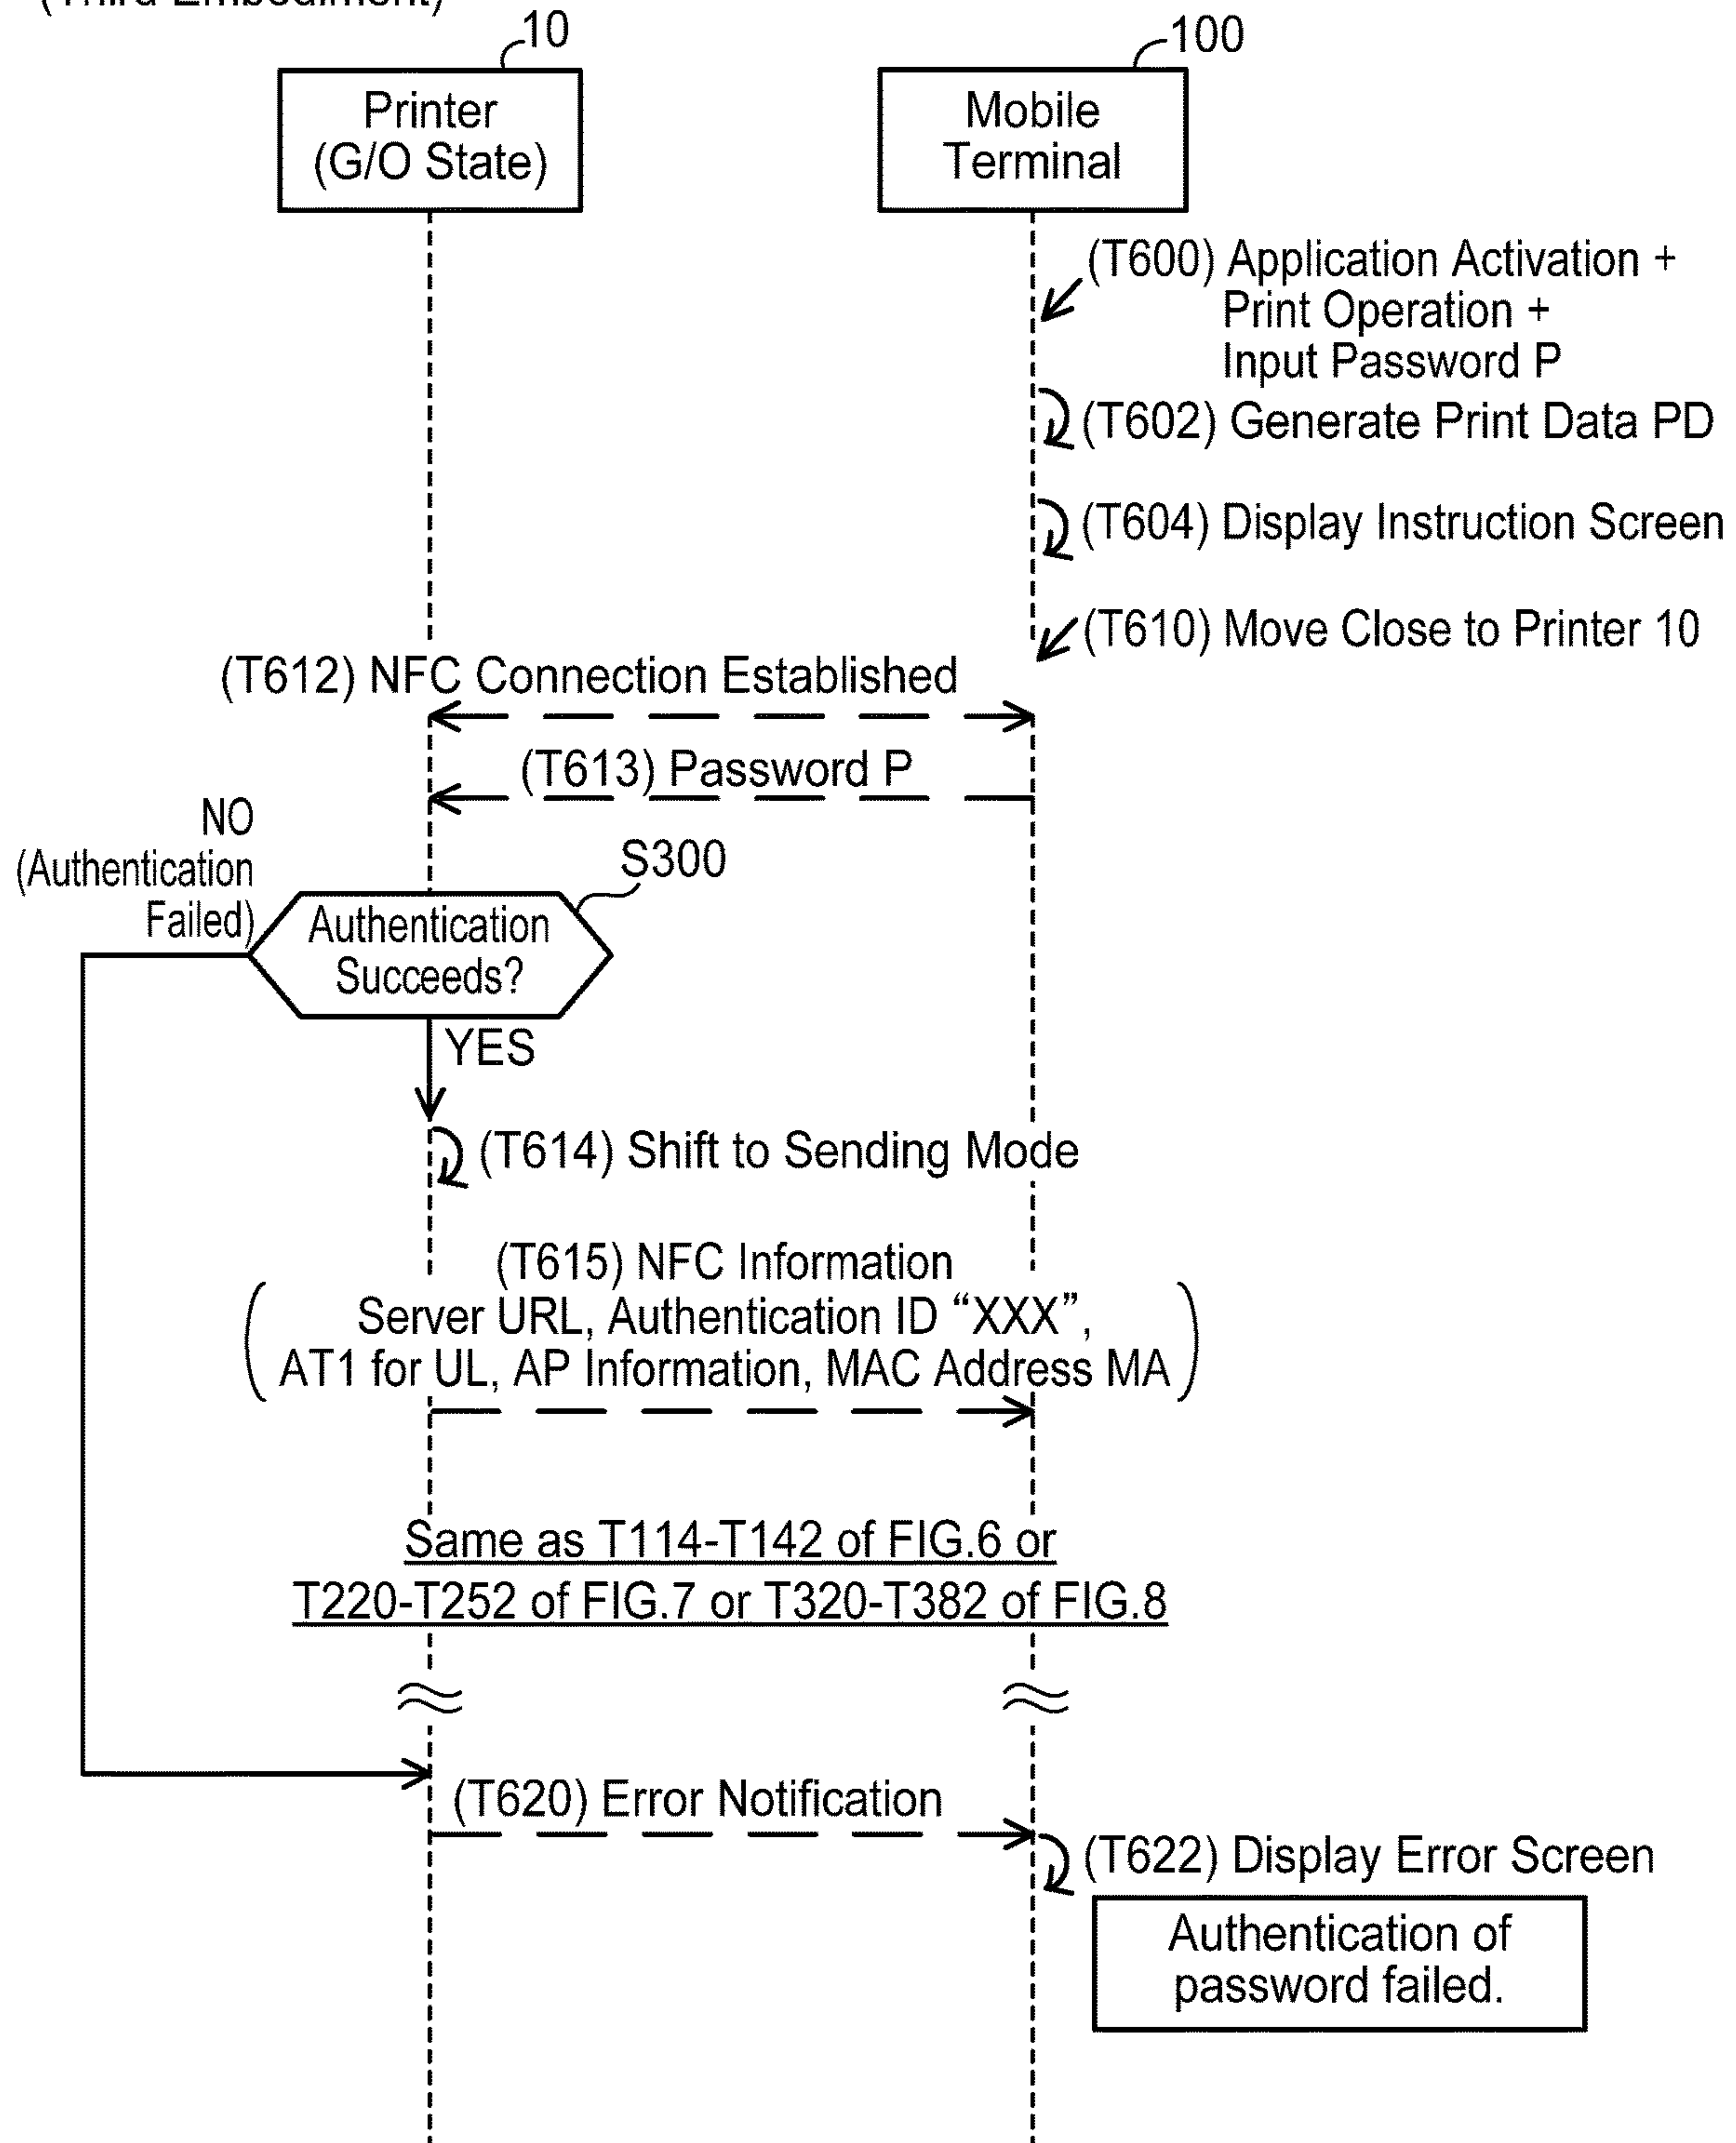 (Third Embodiment)
10
100
Printer
(G/O State)
Mobile
Terminal
(T600) Application Activation +
Print Operation +
Input Password P
(T602) Generate Print Data PD
(T604) Display Instruction Screen
(T610) Move Close to Printer 10
(T612) NFC Connection Established
(T613) Password P
NO
(Authentication
Failed)
S300
Authentication
Succeeds?
YES
(T614) Shift to Sending Mode
(T615) NFC Information
Server URL, Authentication ID “XXX”,
AT1 for UL, AP Information, MAC Address MA
Same as T114-T142 of FIG.6 or
T220-T252 of FIG.7 or T320-T382 of FIG.8
(T620) Error Notification
(T622) Display Error Screen
Authentication of
password failed.